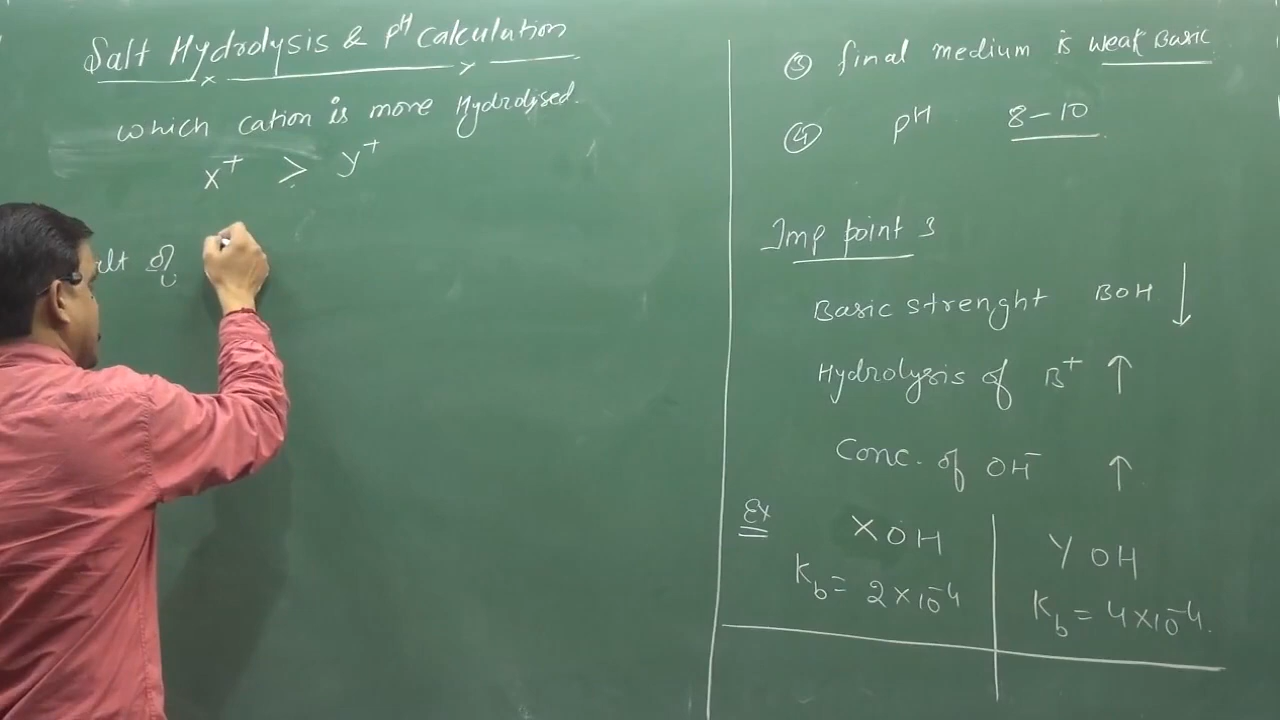 Salt Hydrolysis & pH calculation
which cation is more Hydrolysed.
x⁺ > y⁺
of
③ final medium is weak Basic
④ pH 8-10
Imp point 3
Basic strenght BOH ↓
Hydrolysis of B⁺ ↑
Conc. of OH⁻ ↑
Ex XOH YOH
Kb = 2×10⁻⁴ Kb = 4×10⁻⁴.